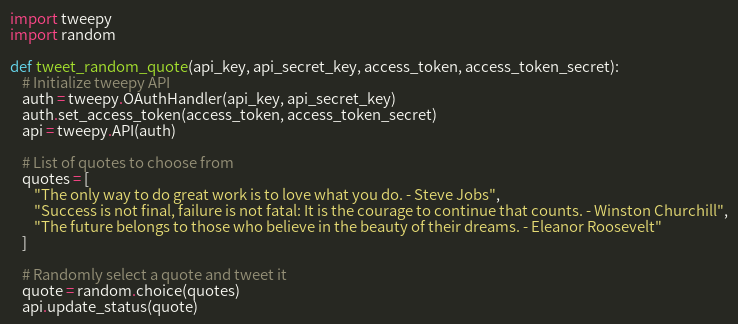 import tweepy
import random
def tweet_random_quote(api_key, api_secret_key, access_token, access_token_secret):
# Initialize tweepy API
auth = tweepy.OAuthHandler(api_key, api_secret_key)
auth.set_access_token(access_token, access_token_secret)
api = tweepy.API(auth)
# List of quotes to choose from
quotes = [
"The only way to do great work is to love what you do. - Steve Jobs",
"Success is not final, failure is not fatal: It is the courage to continue that counts. - Winston Churchill",
"The future belongs to those who believe in the beauty of their dreams. - Eleanor Roosevelt"
]
# Randomly select a quote and tweet it
quote = random.choice(quotes)
api.update_status(quote)